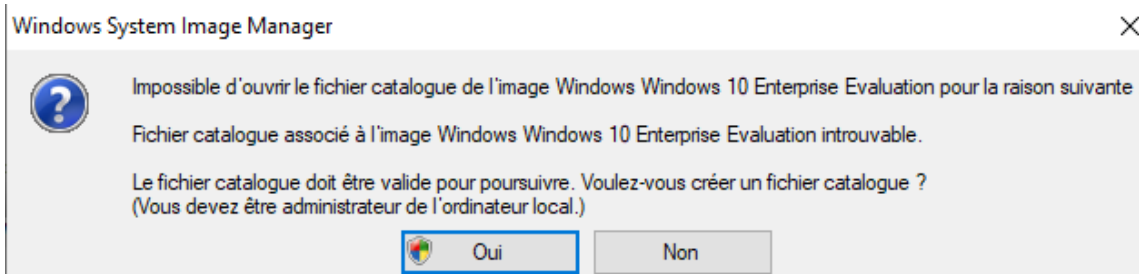 Windows System Image Manager
Impossible d'ouvrir le fichier catalogue de l'image Windows Windows 10 Enterprise Evaluation pour la raison suivante
Fichier catalogue associé à l'image Windows Windows 10 Enterprise Evaluation introuvable.
Le fichier catalogue doit être valide pour poursuivre. Voulez-vous créer un fichier catalogue ?
(Vous devez être administrateur de l'ordinateur local.)
Oui Non